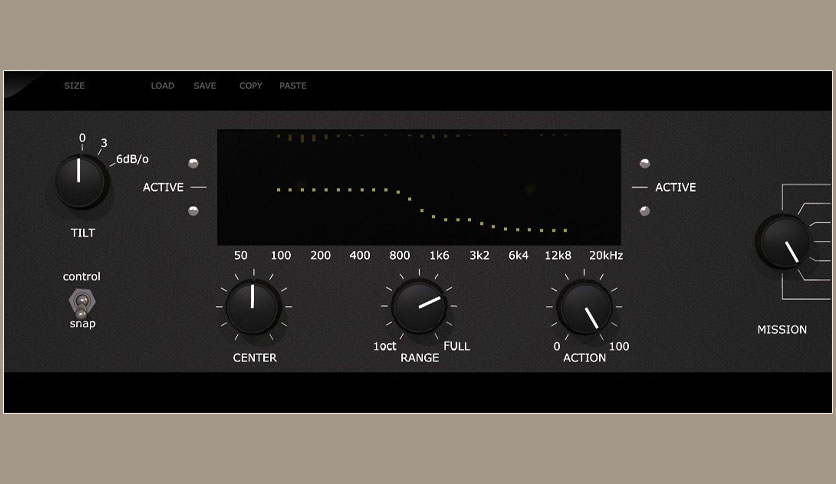 SIZE LOAD SAVE COPY PASTE
0
3
6dB/o
ACTIVE
ACTIVE
TILT
50 100 200 400 800 1k6 3k2 6k4 12k8 20kHz
control
snap
1oct FULL
0 100
CENTER RANGE ACTION
MISSION